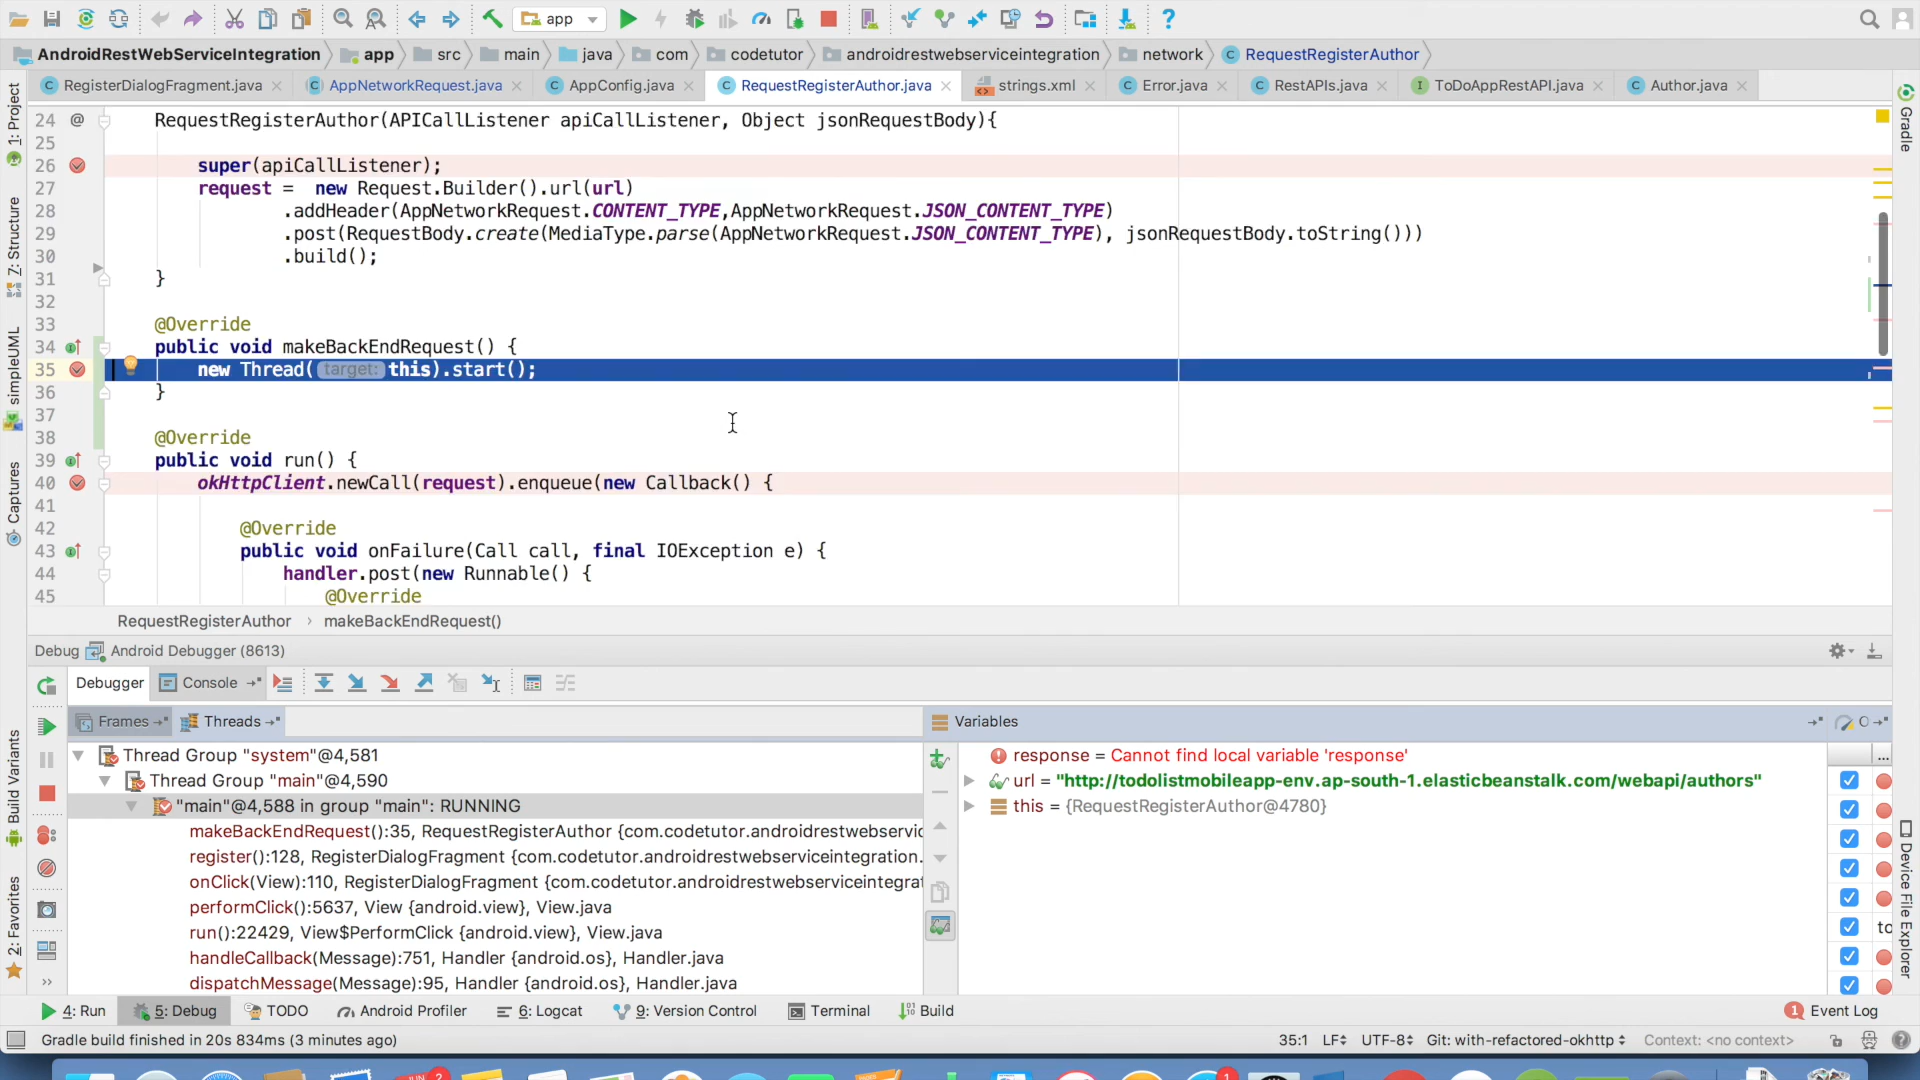 app
AndroidRestWebServiceIntegration app src main java com codetutor androidrestwebserviceintegration network RequestRegisterAuthor
RegisterDialogFragment.java AppNetworkRequest.java AppConfig.java RequestRegisterAuthor.java strings.xml Error.java RestAPIs.java ToDoAppRestAPI.java Author.java
24 @ RequestRegisterAuthor(APICallListener apiCallListener, Object jsonRequestBody){
25
26 super(apiCallListener);
27 request = new Request.Builder().url(url)
28 .addHeader(AppNetworkRequest.CONTENT_TYPE,AppNetworkRequest.JSON_CONTENT_TYPE)
29 .post(RequestBody.create(MediaType.parse(AppNetworkRequest.JSON_CONTENT_TYPE), jsonRequestBody.toString()))
30 .build();
31 }
32
33 @Override
34 public void makeBackEndRequest() {
35 new Thread( target: this).start();
36 }
37
38 @Override
39 public void run() {
40 okHttpClient.newCall(request).enqueue(new Callback() {
41
42 @Override
43 public void onFailure(Call call, final IOException e) {
44 handler.post(new Runnable() {
45 @Override
RequestRegisterAuthor › makeBackEndRequest()
Debug Android Debugger (8613)
Debugger Console
Frames Threads
Variables
Thread Group "system"@4,581
Thread Group "main"@4,590
"main"@4,588 in group "main": RUNNING
makeBackEndRequest():35, RequestRegisterAuthor {com.codetutor.androidrestwebservic
register():128, RegisterDialogFragment {com.codetutor.androidrestwebserviceintegration.
onClick(View):110, RegisterDialogFragment {com.codetutor.androidrestwebserviceintegrat
performClick():5637, View {android.view}, View.java
run():22429, View$PerformClick {android.view}, View.java
handleCallback(Message):751, Handler {android.os}, Handler.java
dispatchMessage(Message):95, Handler {android.os}, Handler.java
response = Cannot find local variable 'response'
url = "http://todolistmobileapp-env.ap-south-1.elasticbeanstalk.com/webapi/authors"
this = {RequestRegisterAuthor@4780}
to
1: Project
7: Structure
simpleUML
Captures
Build Variants
2: Favorites
Gradle
Device File Explorer
4: Run 5: Debug TODO Android Profiler 6: Logcat 9: Version Control Terminal Build 1 Event Log
Gradle build finished in 20s 834ms (3 minutes ago) 35:1 LF UTF-8 Git: with-refactored-okhttp Context: <no context>
2 1